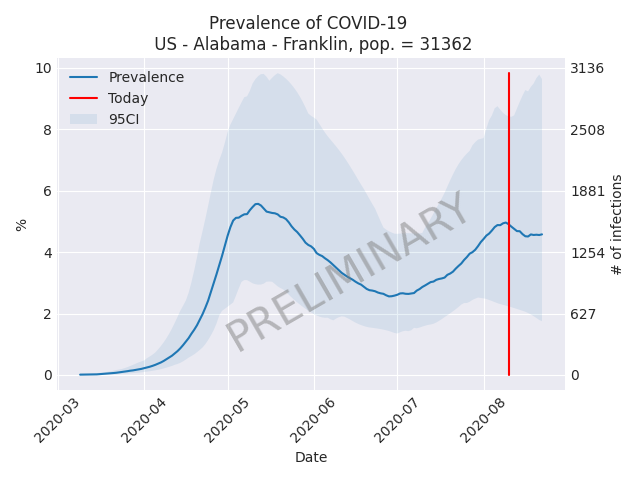 Prevalence of COVID-19
US - Alabama - Franklin, pop. = 31362
Prevalence
Today
95CI
10
8
6
4
2
0
%
3136
2508
1881
1254
627
0
# of infections
PRELIMINARY
2020-03
2020-04
2020-05
2020-06
2020-07
2020-08
Date